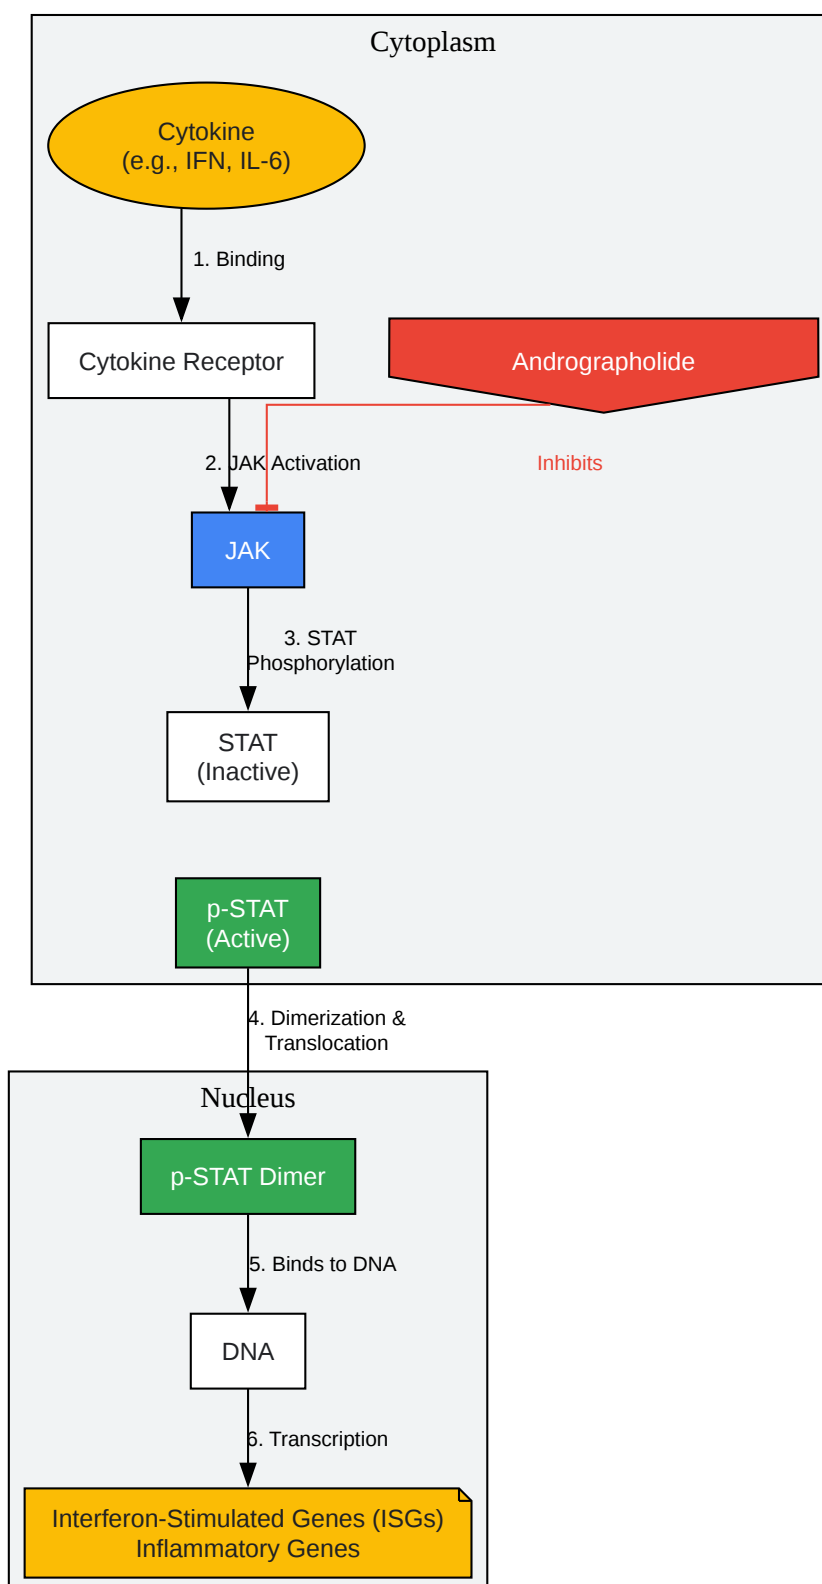 Cytoplasm
Cytokine
(e.g., IFN, IL-6)
1. Binding
Cytokine Receptor
Andrographolide
2. JAK Activation
Inhibits
JAK
3. STAT
Phosphorylation
STAT
(Inactive)
p-STAT
(Active)
4. Dimerization &
Translocation
Nucleus
p-STAT Dimer
5. Binds to DNA
DNA
6. Transcription
Interferon-Stimulated Genes (ISGs)
Inflammatory Genes